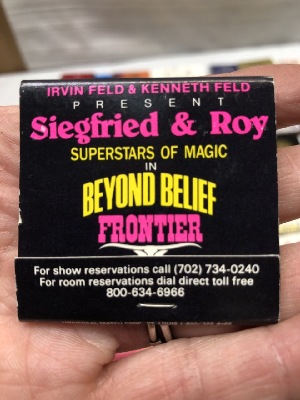 IRVIN FELD & KENNETH FELD
PRESENT
Siegfried & Roy
SUPERSTARS OF MAGIC
IN
BEYOND BELIEF
FRONTIER
For show reservations call (702) 734-0240
For room reservations dial direct toll free
800-634-6966